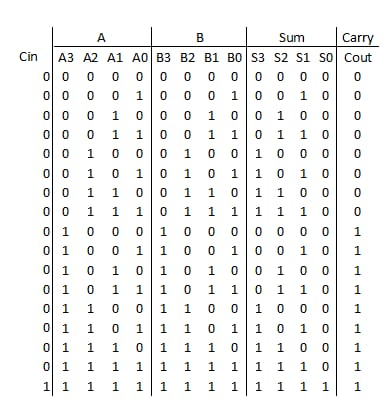 A B Sum Carry
Cin A3 A2 A1 A0 B3 B2 B1 B0 S3 S2 S1 S0 Cout
0 0 0 0 0 0 0 0 0 0 0 0 0 0
0 0 0 0 1 0 0 0 1 0 0 1 0 0
0 0 0 1 0 0 0 1 0 0 1 0 0 0
0 0 0 1 1 0 0 1 1 0 1 1 0 0
0 0 1 0 0 0 1 0 0 1 0 0 0 0
0 0 1 0 1 0 1 0 1 1 0 1 0 0
0 0 1 1 0 0 1 1 0 1 1 0 0 0
0 0 1 1 1 0 1 1 1 1 1 1 0 0
0 1 0 0 0 1 0 0 0 0 0 0 0 1
0 1 0 0 1 1 0 0 1 0 0 1 0 1
0 1 0 1 0 1 0 1 0 0 1 0 0 1
0 1 0 1 1 1 0 1 1 0 1 1 0 1
0 1 1 0 0 1 1 0 0 1 0 0 0 1
0 1 1 0 1 1 1 0 1 1 0 1 0 1
0 1 1 1 0 1 1 1 0 1 1 0 0 1
0 1 1 1 1 1 1 1 1 1 1 1 0 1
1 1 1 1 1 1 1 1 1 1 1 1 1 1